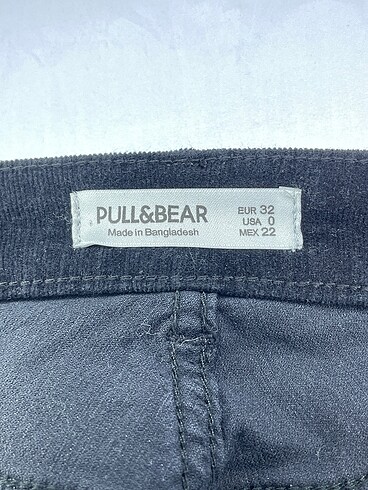 PULL&BEAR
Made in Bangladesh
EUR 32
USA 0
MEX 22